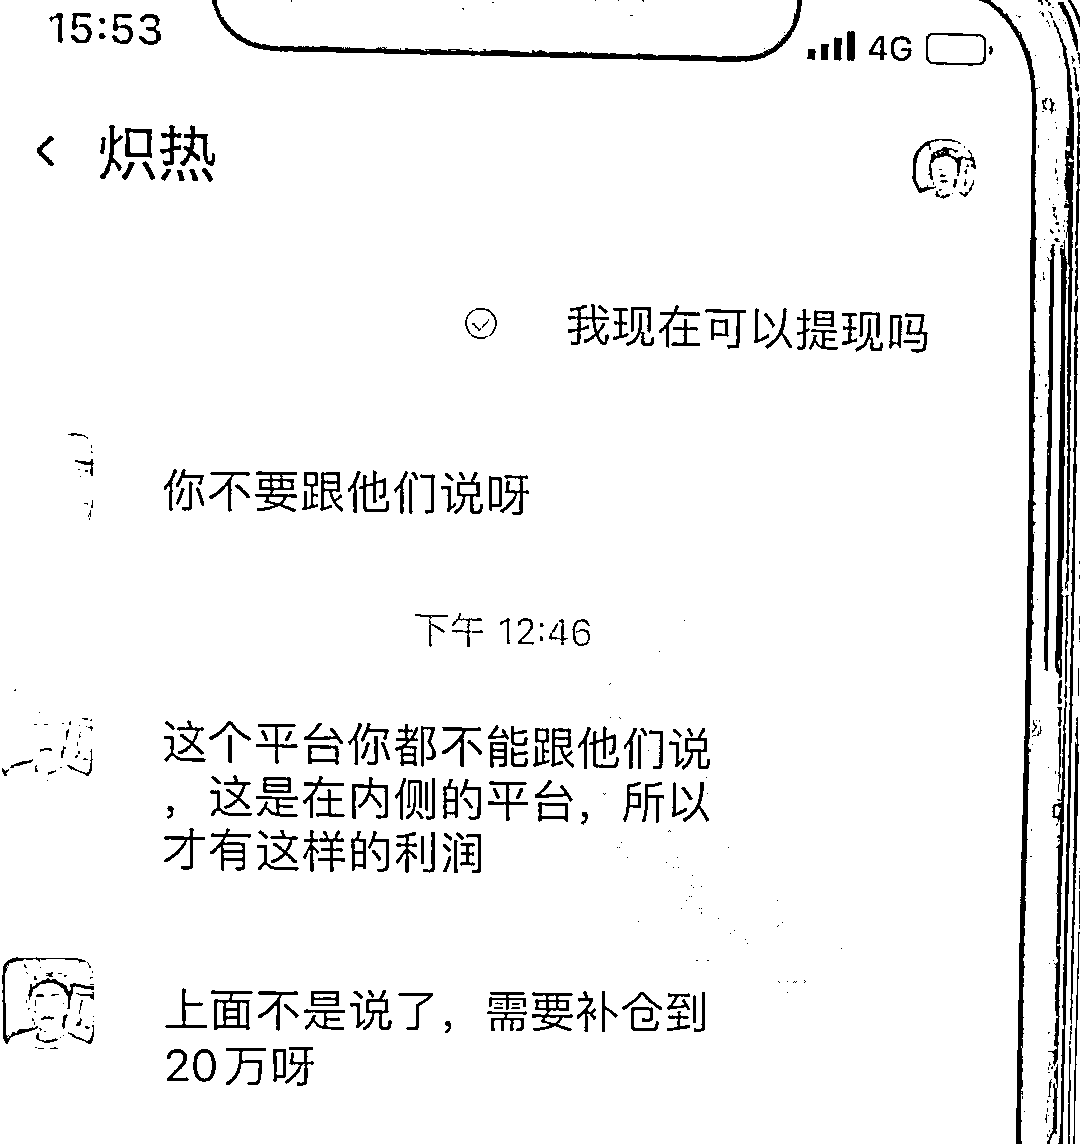 15:53
4G
炽热
我现在可以提现吗
你不要跟他们说呀
下午 12:46
这个平台你都不能跟他们说
，这是在内侧的平台，所以
才有这样的利润
上面不是说了，需要补仓到
20万呀